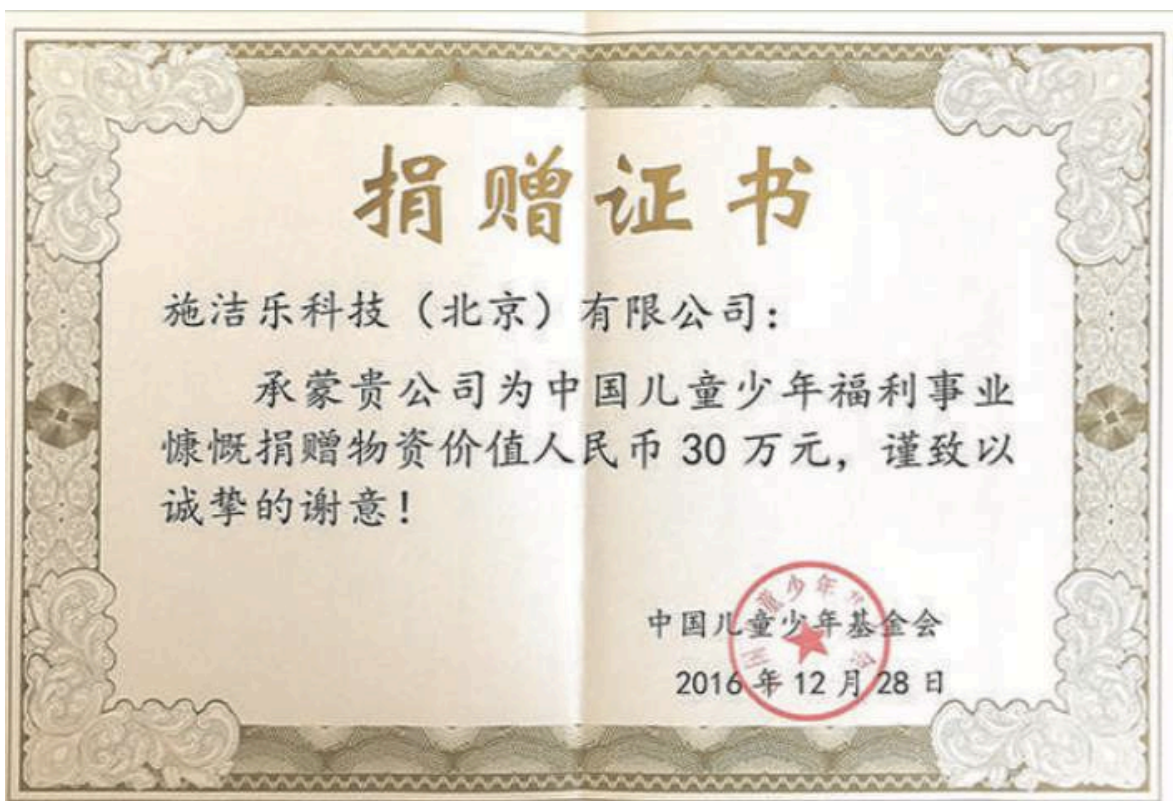 捐赠证书
施洁乐科技（北京）有限公司：
承蒙贵公司为中国儿童少年福利事业
慷慨捐赠物资价值人民币 30 万元，谨致以
诚挚的谢意！
中国儿童少年基金会
2016 年 12 月 28 日